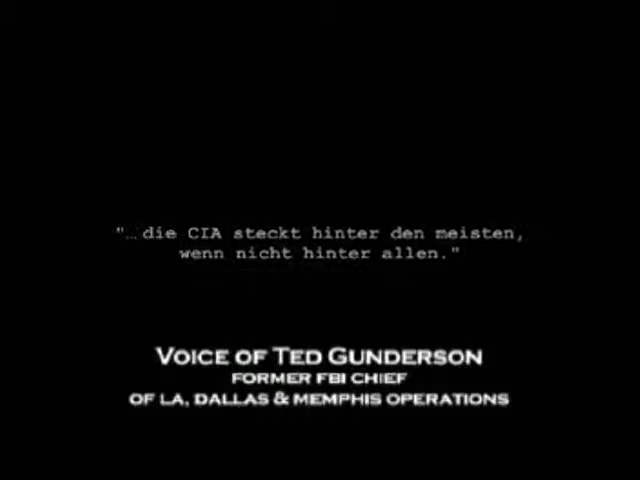 "...die CIA steckt hinter den meisten,
wenn nicht hinter allen."
VOICE OF TED GUNDERSON
FORMER FBI CHIEF
OF LA, DALLAS & MEMPHIS OPERATIONS